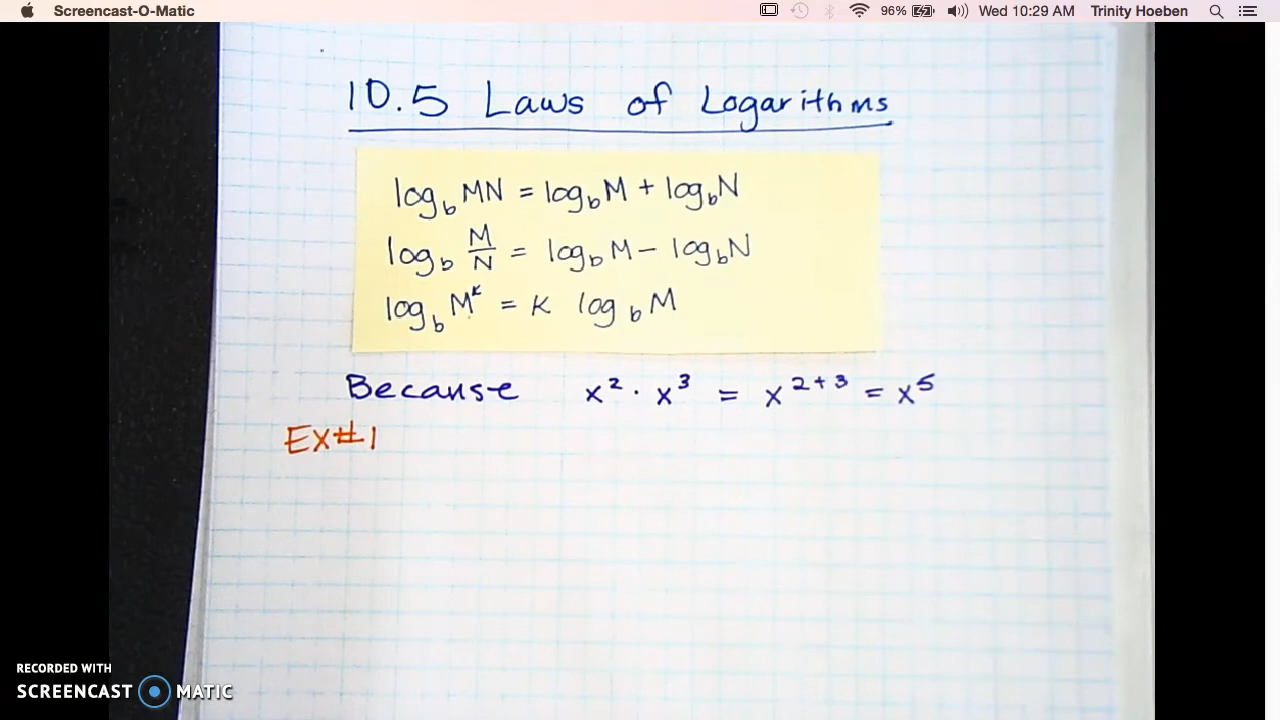 Screencast-O-Matic 96% Wed 10:29 AM Trinity Hoeben
10.5 Laws of Logarithms
log_b MN = log_b M + log_b N
log_b M/N = log_b M - log_b N
log_b M^K = K log_b M
Because x^2 · x^3 = x^{2+3} = x^5
EX#1
RECORDED WITH
SCREENCAST MATIC